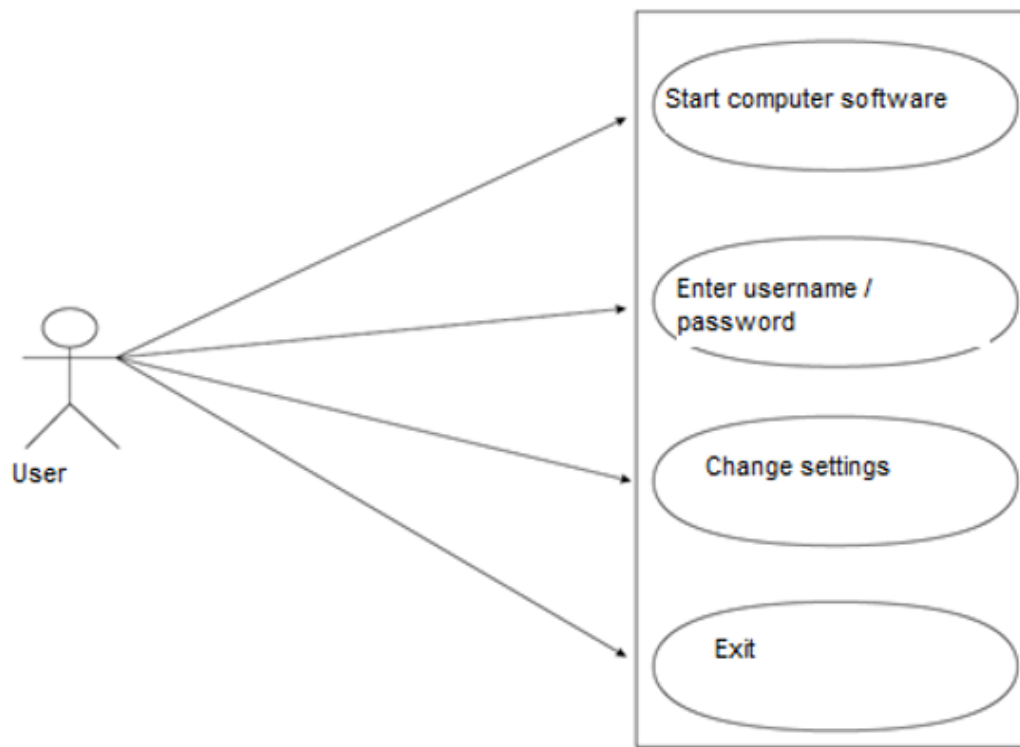 Start computer software
Enter username /
password
Change settings
User
Exit